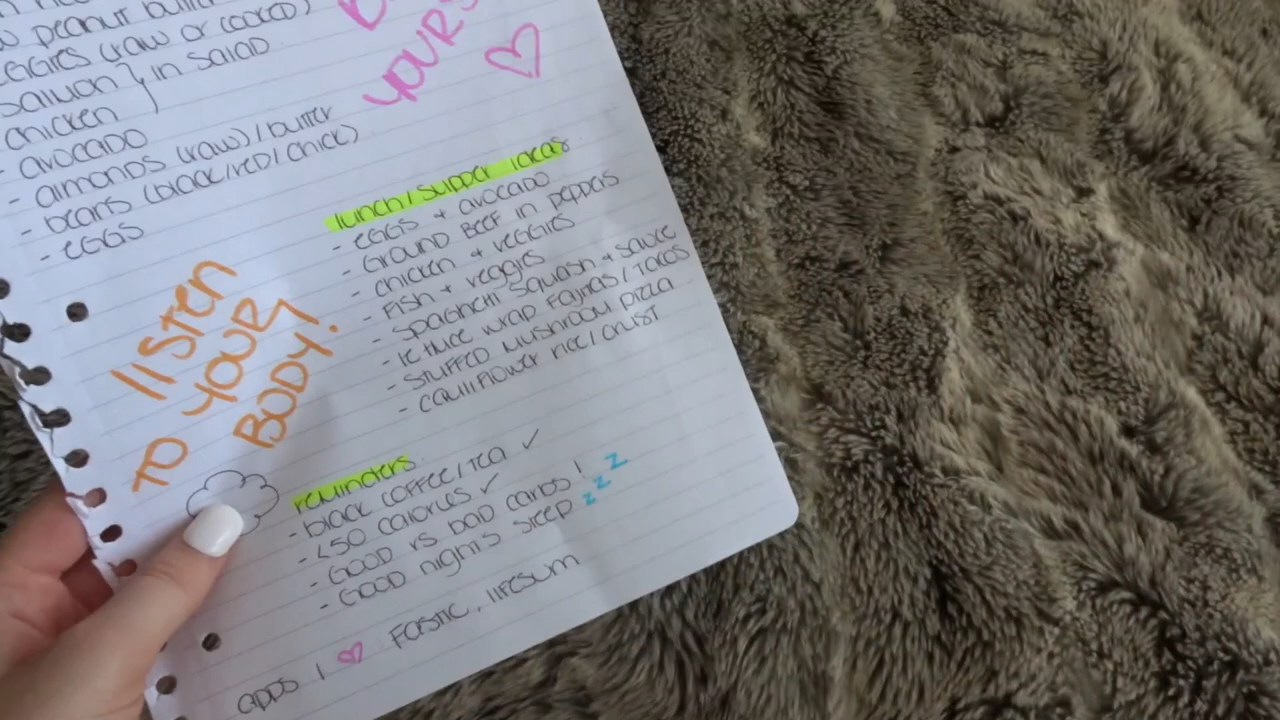 peanut butter
veggies (raw or cooked)
salmon } in salad
chicken
- avocado
- almonds (raw) / butter
- beans (black/red/chick)
- eggs
YOURS
♡
lunch/supper ideas
- eggs + avocado
- Ground Beef in peppers
- chicken + veggies
- Fish + veggies
- spaghetti squash + sauce
- lettuce wrap Fajitas/Tacos
- stuffed mushroom pizza
- cauliflower rice/crust
listen
TO YOUR
BODY!
reminders
- black coffee/Tea ✓
- <50 calories ✓
- Good vs bad carbs !
- Good nights sleep z z z
apps I ♡ Fastic, lifesum